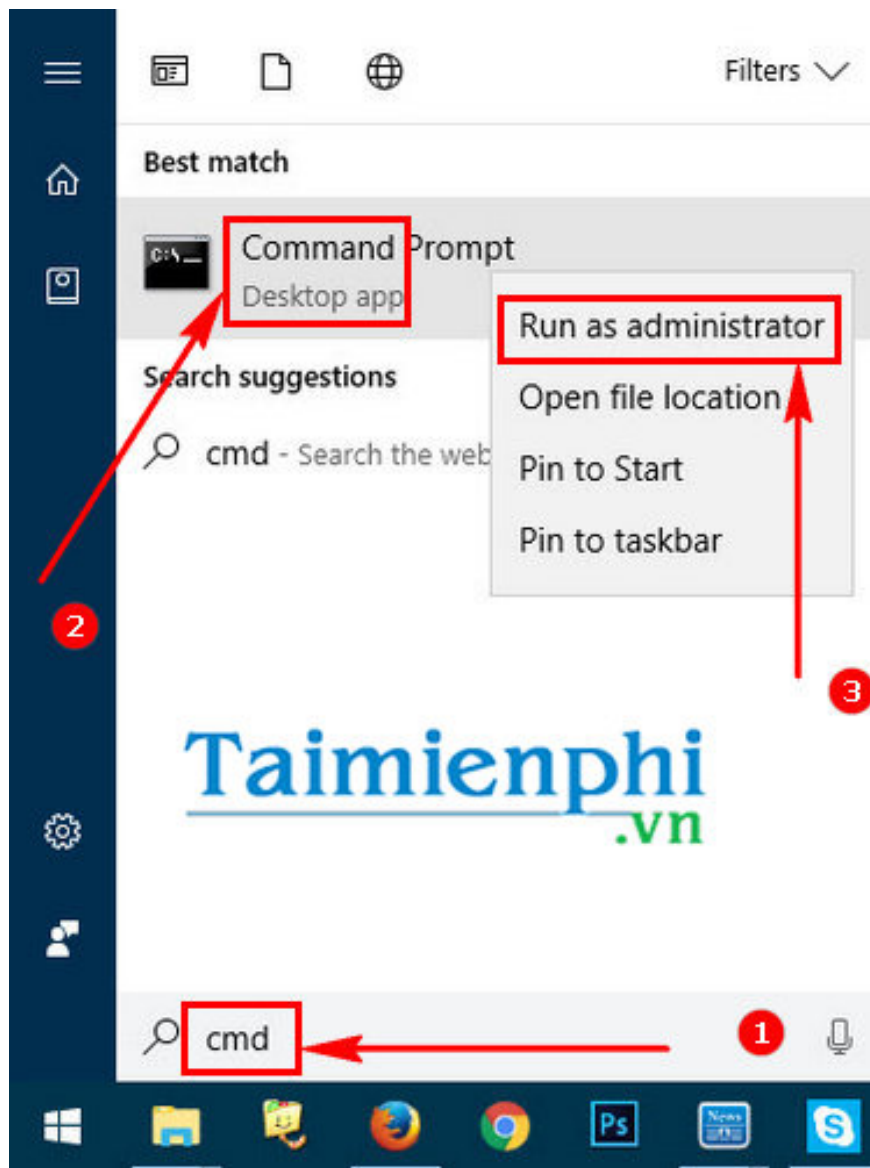 Filters
Best match
C:\_
Command Prompt
Desktop app
Run as administrator
Search suggestions
Open file location
cmd - Search the web
Pin to Start
Pin to taskbar
2
3
Taimienphi
.vn
cmd
1
Ps
News
S